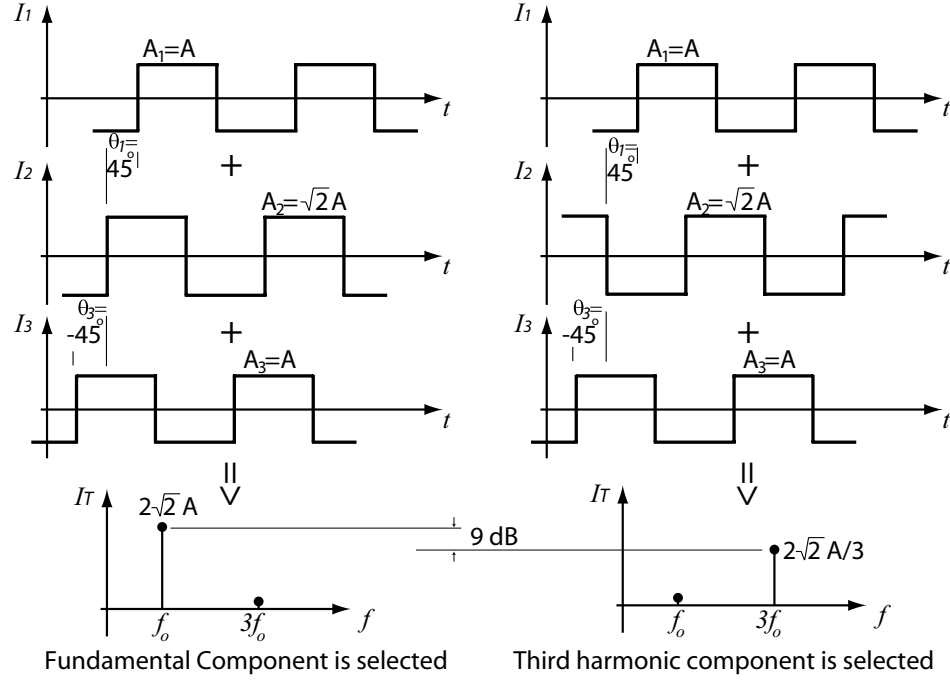 I1
A1=A
t
θ1=
45°
+
I2
A2=√2 A
t
θ3=
-45°
+
I3
A3=A
t
=>
IT
2√2 A
fo
3fo
f
Fundamental Component is selected
9 dB
I1
A1=A
t
θ1=
45°
+
I2
A2=√2 A
t
θ3=
-45°
+
I3
A3=A
t
=>
IT
2√2 A/3
fo
3fo
f
Third harmonic component is selected